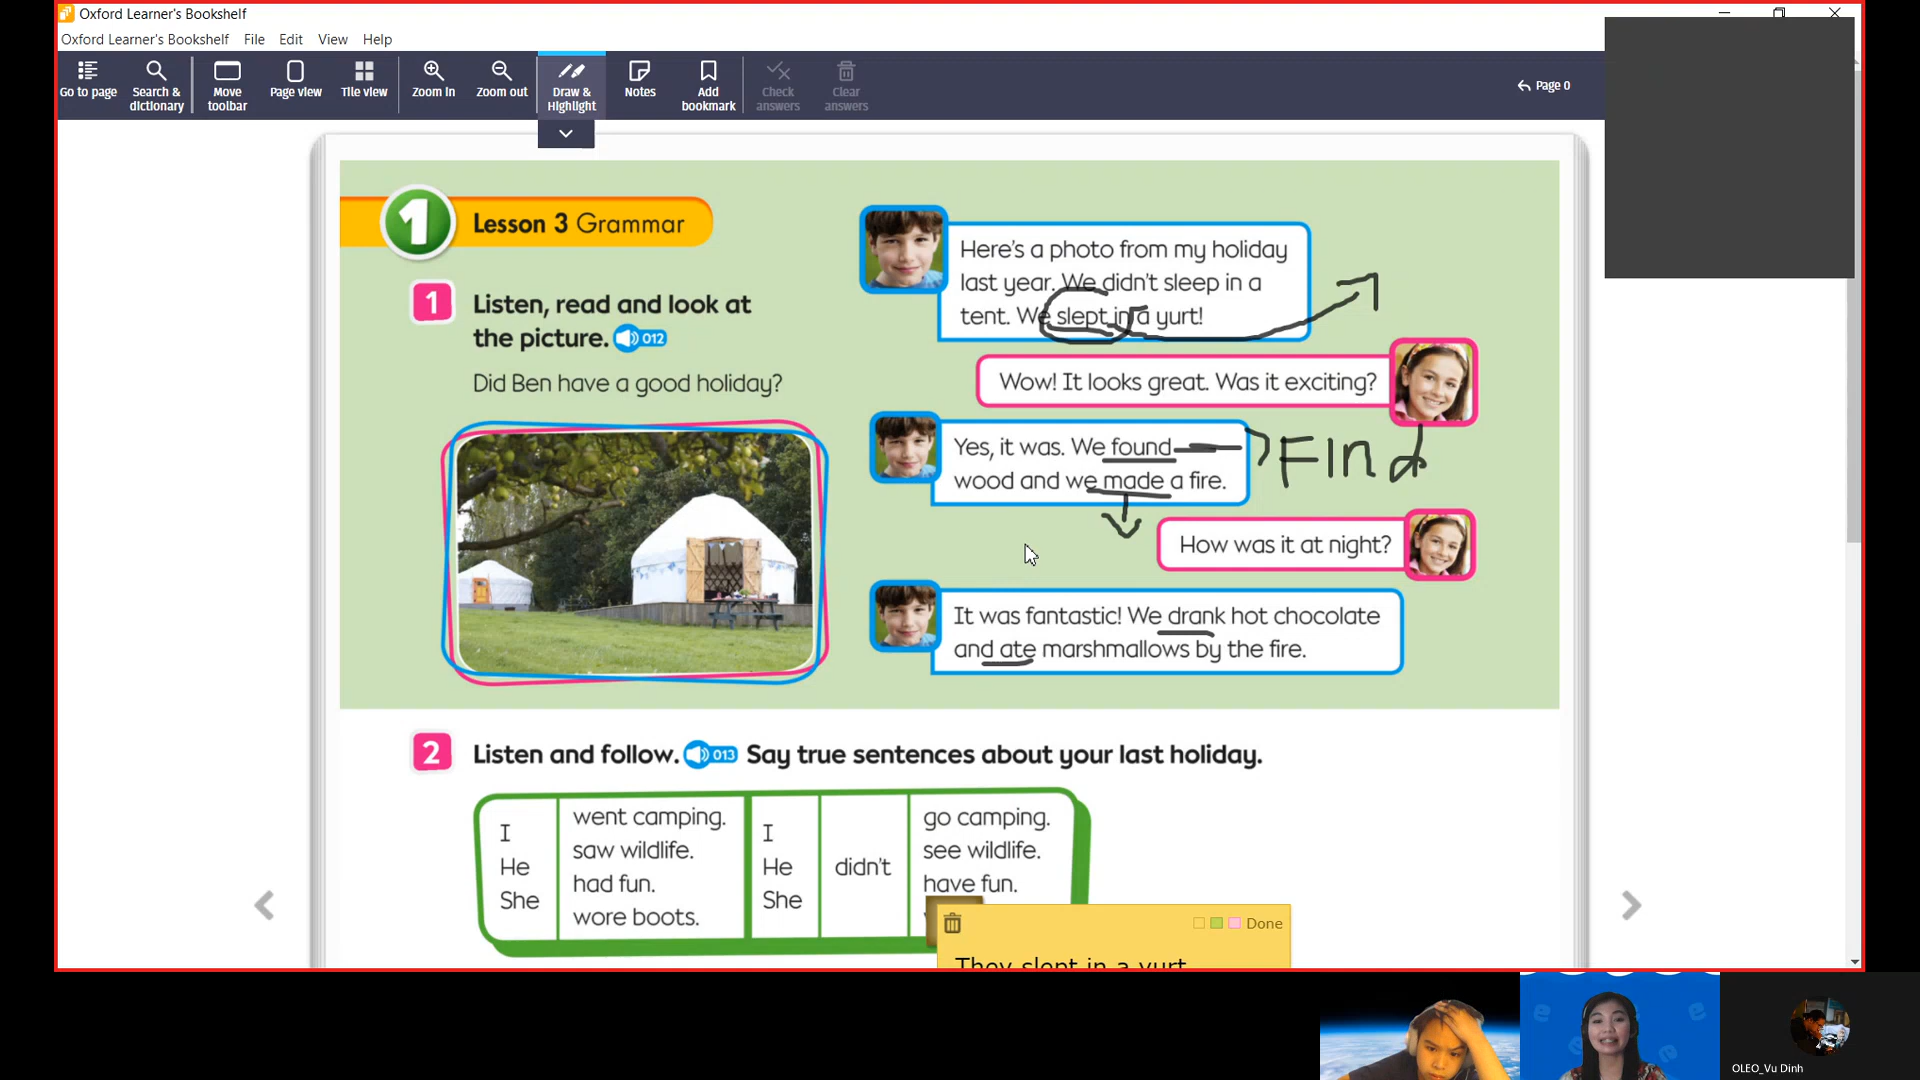 Oxford Learner's Bookshelf
Oxford Learner's Bookshelf File Edit View Help
Go to page
Search & dictionary
Move toolbar
Page view
Tile view
Zoom in
Zoom out
Draw & Highlight
Notes
Add bookmark
Check answers
Clear answers
Page 0
1 Lesson 3 Grammar
1 Listen, read and look at
the picture. 012
Did Ben have a good holiday?
Here's a photo from my holiday
last year. We didn't sleep in a
tent. We slept in a yurt!
Wow! It looks great. Was it exciting?
Yes, it was. We found
wood and we made a fire.
FInd
How was it at night?
It was fantastic! We drank hot chocolate
and ate marshmallows by the fire.
2 Listen and follow. 013 Say true sentences about your last holiday.
I
He
She
went camping.
saw wildlife.
had fun.
wore boots.
I
He
She
didn't
go camping.
see wildlife.
have fun.
Done
They slept in a yurt
OLEO_Vu Dinh